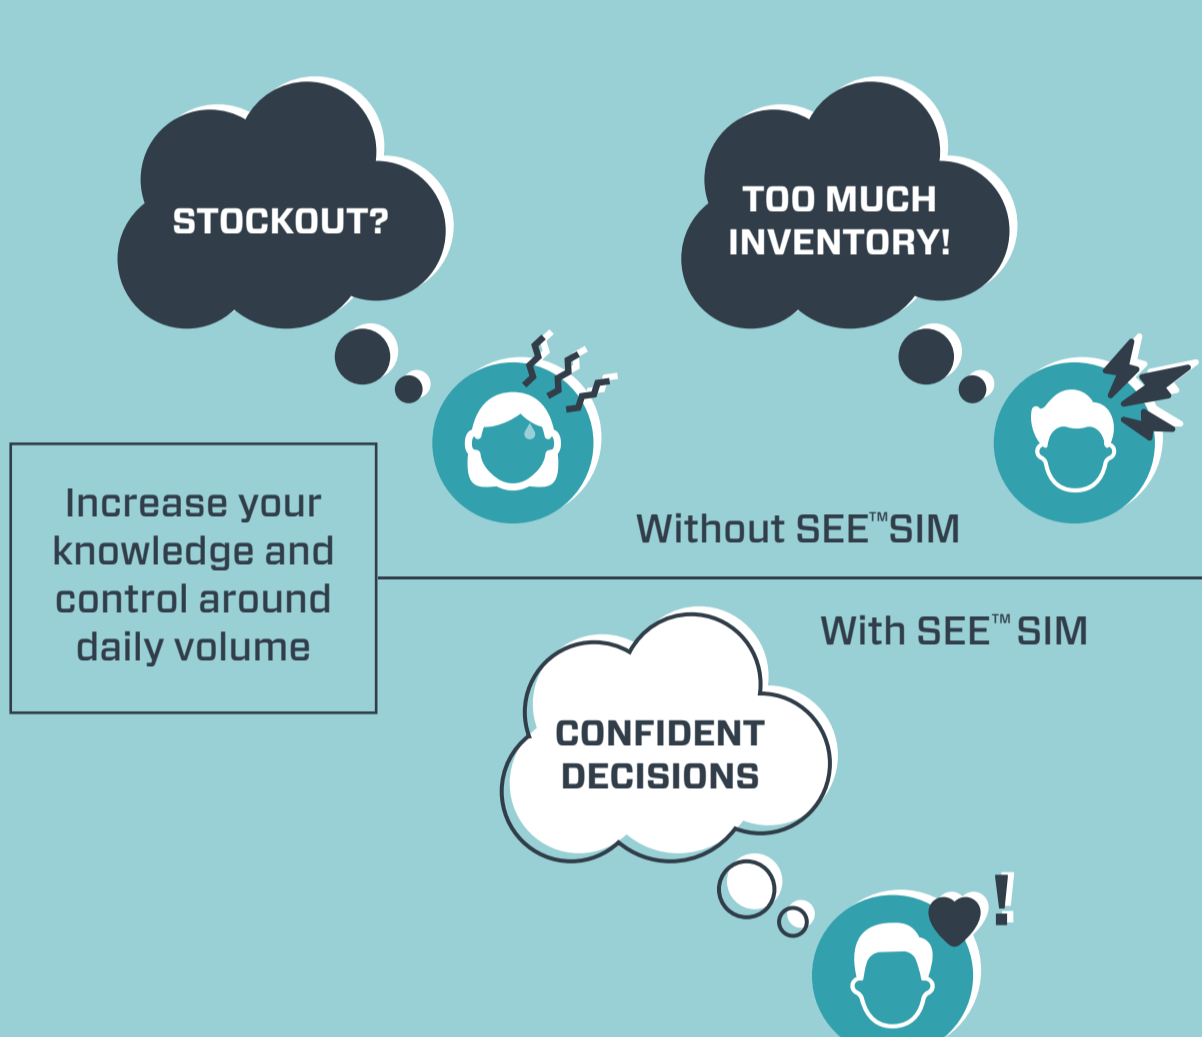 STOCKOUT?
TOO MUCH
INVENTORY!
Increase your
knowledge and
control around
daily volume
Without SEE™SIM
With SEE™ SIM
CONFIDENT
DECISIONS
!